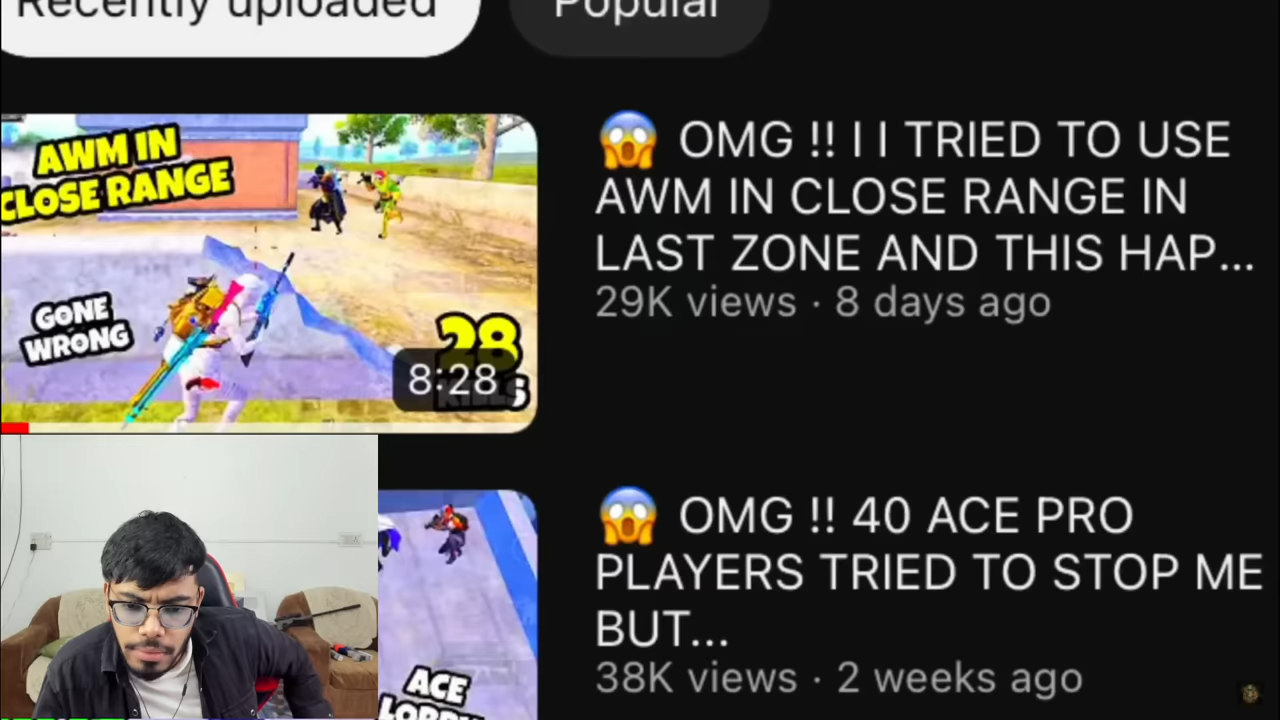 Recently uploaded
Popular
AWM IN
CLOSE RANGE
GONE
WRONG
28
8:28
😱 OMG !! I I TRIED TO USE
AWM IN CLOSE RANGE IN
LAST ZONE AND THIS HAP...
29K views · 8 days ago
😱 OMG !! 40 ACE PRO
PLAYERS TRIED TO STOP ME
BUT...
38K views · 2 weeks ago
ACE